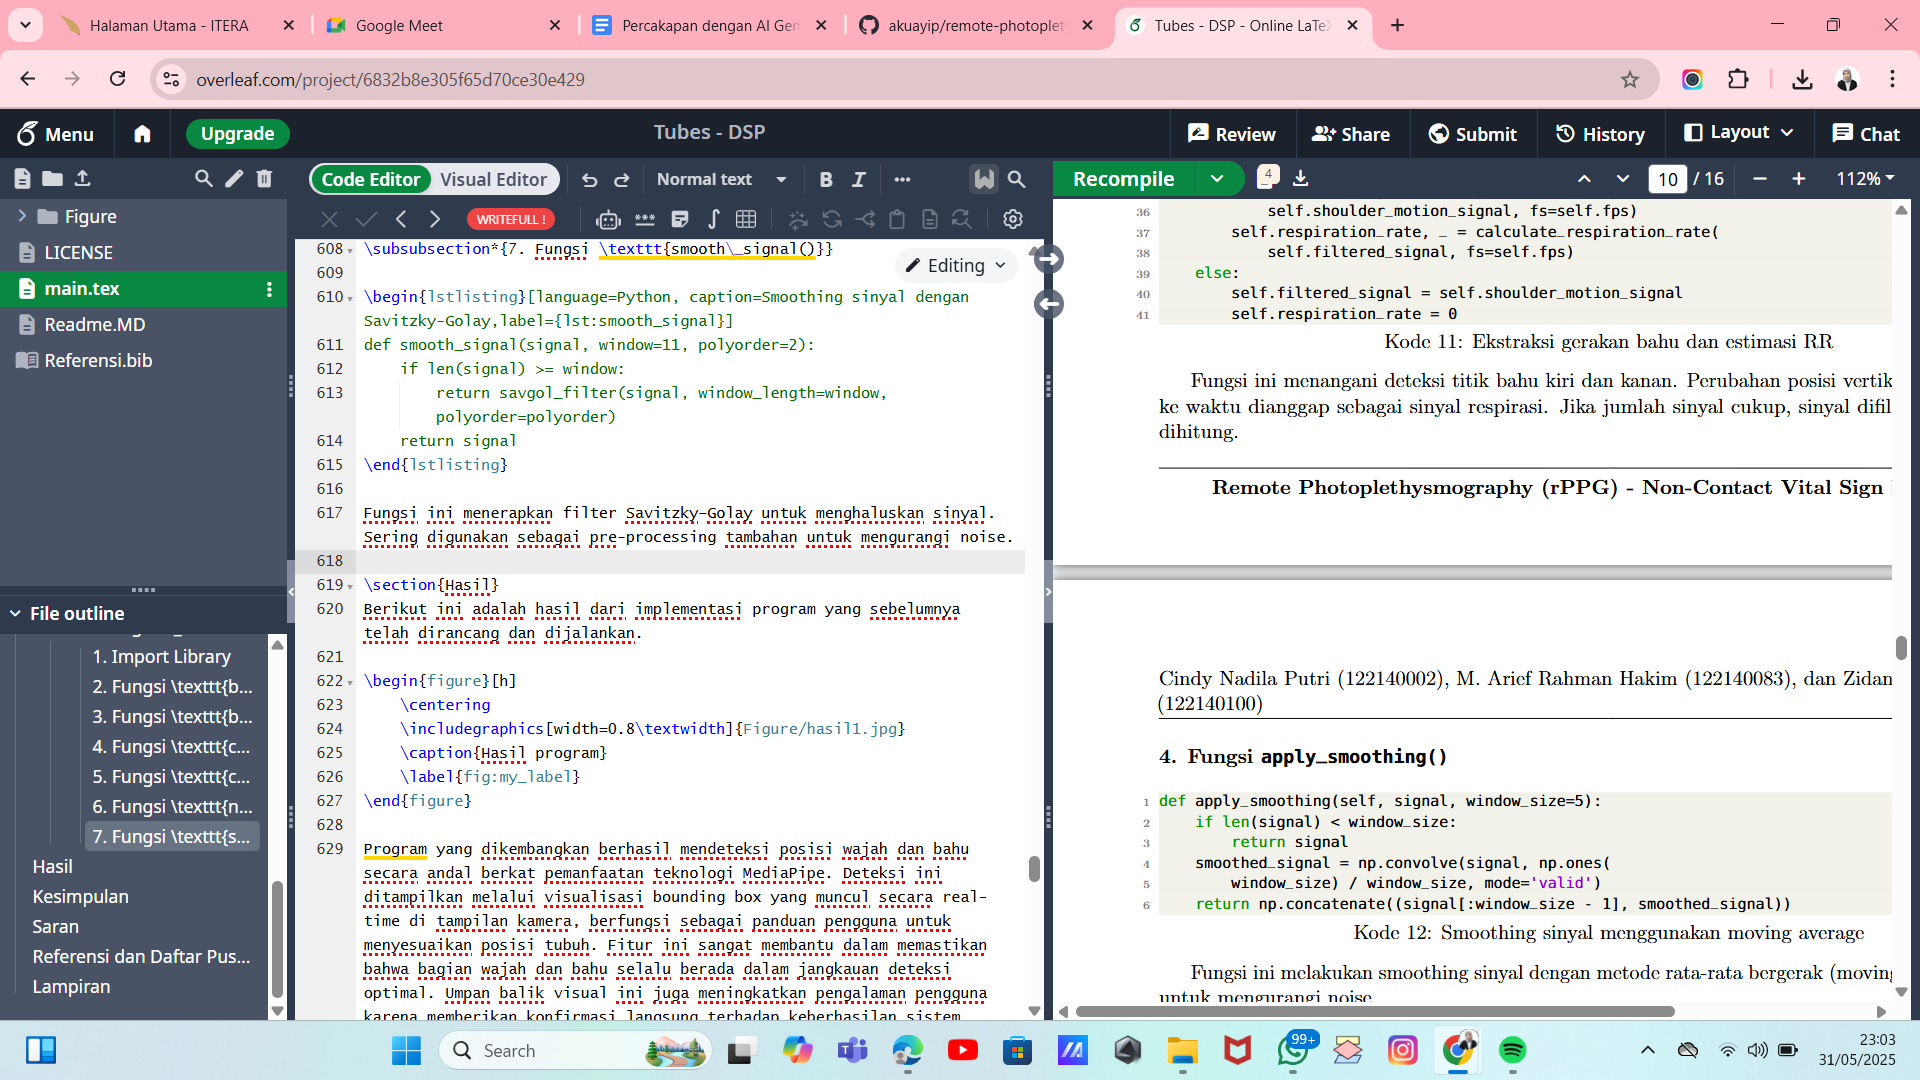 Halaman Utama - ITERA
Google Meet
Percakapan dengan AI Gen
akuayip/remote-photoplet
Tubes - DSP - Online LaTeX
overleaf.com/project/6832b8e305f65d70ce30e429
Menu
Upgrade
Tubes - DSP
Review
Share
Submit
History
Layout
Chat
Code Editor
Visual Editor
Normal text
B
I
Recompile
4
10
/ 16
112%
WRITEFULL !
Editing
Figure
LICENSE
main.tex
Readme.MD
Referensi.bib
File outline
1. Import Library
2. Fungsi \texttt{b...
3. Fungsi \texttt{b...
4. Fungsi \texttt{c...
5. Fungsi \texttt{c...
6. Fungsi \texttt{n...
7. Fungsi \texttt{s...
Hasil
Kesimpulan
Saran
Referensi dan Daftar Pus...
Lampiran
608 \subsubsection*{7. Fungsi \texttt{smooth\_signal()}}
609
610 \begin{lstlisting}[language=Python, caption=Smoothing sinyal dengan
Savitzky-Golay,label={lst:smooth_signal}]
611 def smooth_signal(signal, window=11, polyorder=2):
612 if len(signal) >= window:
613 return savgol_filter(signal, window_length=window,
polyorder=polyorder)
614 return signal
615 \end{lstlisting}
616
617 Fungsi ini menerapkan filter Savitzky-Golay untuk menghaluskan sinyal.
Sering digunakan sebagai pre-processing tambahan untuk mengurangi noise.
618
619 \section{Hasil}
620 Berikut ini adalah hasil dari implementasi program yang sebelumnya
telah dirancang dan dijalankan.
621
622 \begin{figure}[h]
623 \centering
624 \includegraphics[width=0.8\textwidth]{Figure/hasil1.jpg}
625 \caption{Hasil program}
626 \label{fig:my_label}
627 \end{figure}
628
629 Program yang dikembangkan berhasil mendeteksi posisi wajah dan bahu
secara andal berkat pemanfaatan teknologi MediaPipe. Deteksi ini
ditampilkan melalui visualisasi bounding box yang muncul secara real-
time di tampilan kamera, berfungsi sebagai panduan pengguna untuk
menyesuaikan posisi tubuh. Fitur ini sangat membantu dalam memastikan
bahwa bagian wajah dan bahu selalu berada dalam jangkauan deteksi
optimal. Umpan balik visual ini juga meningkatkan pengalaman pengguna
karena memberikan konfirmasi langsung terhadap keberhasilan sistem
36 self.shoulder_motion_signal, fs=self.fps)
37 self.respiration_rate, _ = calculate_respiration_rate(
38 self.filtered_signal, fs=self.fps)
39 else:
40 self.filtered_signal = self.shoulder_motion_signal
41 self.respiration_rate = 0
Kode 11: Ekstraksi gerakan bahu dan estimasi RR
Fungsi ini menangani deteksi titik bahu kiri dan kanan. Perubahan posisi vertik
ke waktu dianggap sebagai sinyal respirasi. Jika jumlah sinyal cukup, sinyal difil
dihitung.
Remote Photoplethysmography (rPPG) - Non-Contact Vital Sign
Cindy Nadila Putri (122140002), M. Arief Rahman Hakim (122140083), dan Zidan
(122140100)
4. Fungsi apply_smoothing()
1 def apply_smoothing(self, signal, window_size=5):
2 if len(signal) < window_size:
3 return signal
4 smoothed_signal = np.convolve(signal, np.ones(
5 window_size) / window_size, mode='valid')
6 return np.concatenate((signal[:window_size - 1], smoothed_signal))
Kode 12: Smoothing sinyal menggunakan moving average
Fungsi ini melakukan smoothing sinyal dengan metode rata-rata bergerak (moving
untuk mengurangi noise
Search
99+
23:03
31/05/2025